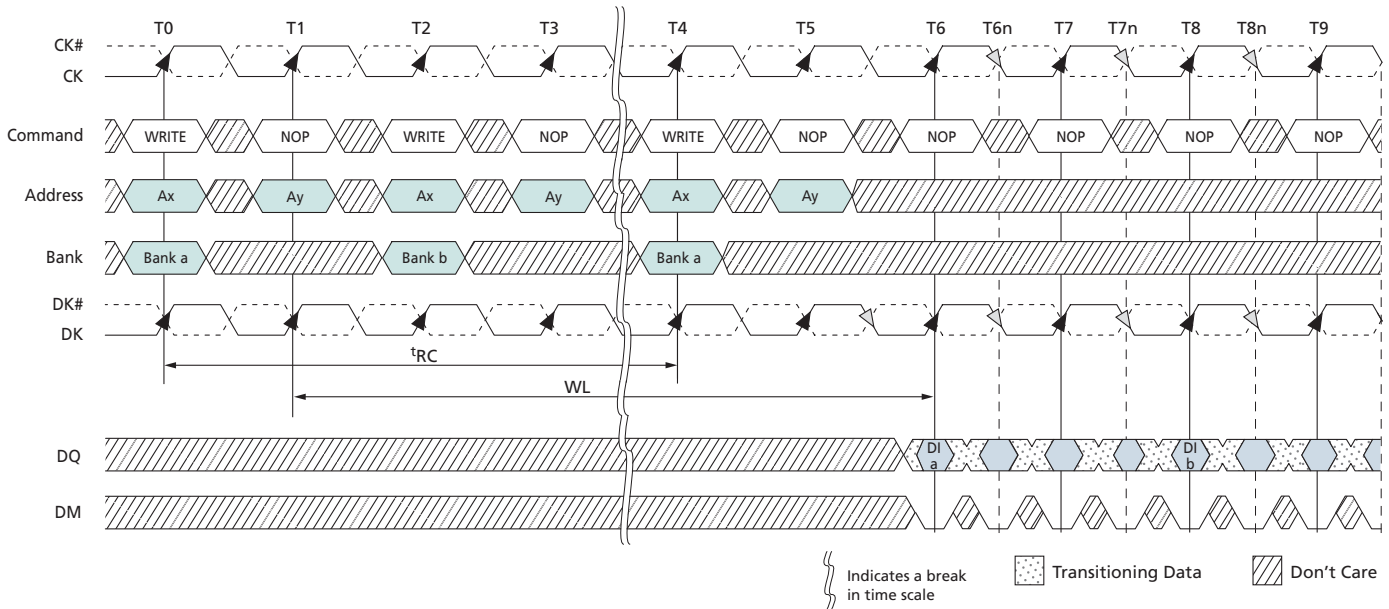 T0 T1 T2 T3 T4 T5 T6 T6n T7 T7n T8 T8n T9
CK#
CK
Command WRITE NOP WRITE NOP WRITE NOP NOP NOP NOP NOP
Address Ax Ay Ax Ay Ax Ay
Bank Bank a Bank b Bank a
DK#
DK
tRC
WL
DQ DI a DI b
DM
Indicates a break
in time scale
Transitioning Data
Don't Care